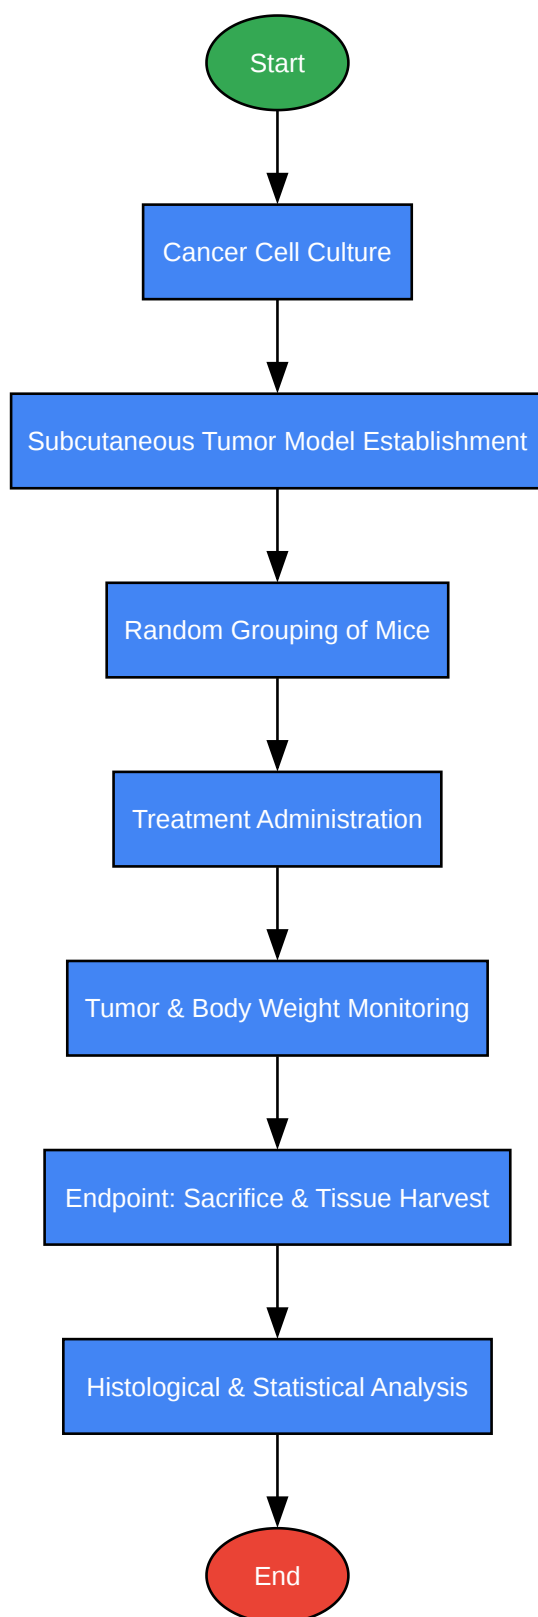 Start
Cancer Cell Culture
Subcutaneous Tumor Model Establishment
Random Grouping of Mice
Treatment Administration
Tumor & Body Weight Monitoring
Endpoint: Sacrifice & Tissue Harvest
Histological & Statistical Analysis
End